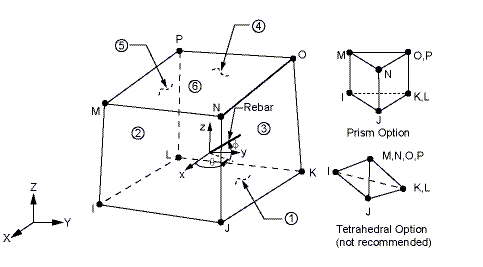 P
④
⑤
O
M
O,P
⑥
N
M
N
Rebar
I
K,L
②
z
③
J
Prism Option
y
L
x
K
M,N,O,P
I
K,L
Z
①
J
I
Y
J
X
Tetrahedral Option
(not recommended)